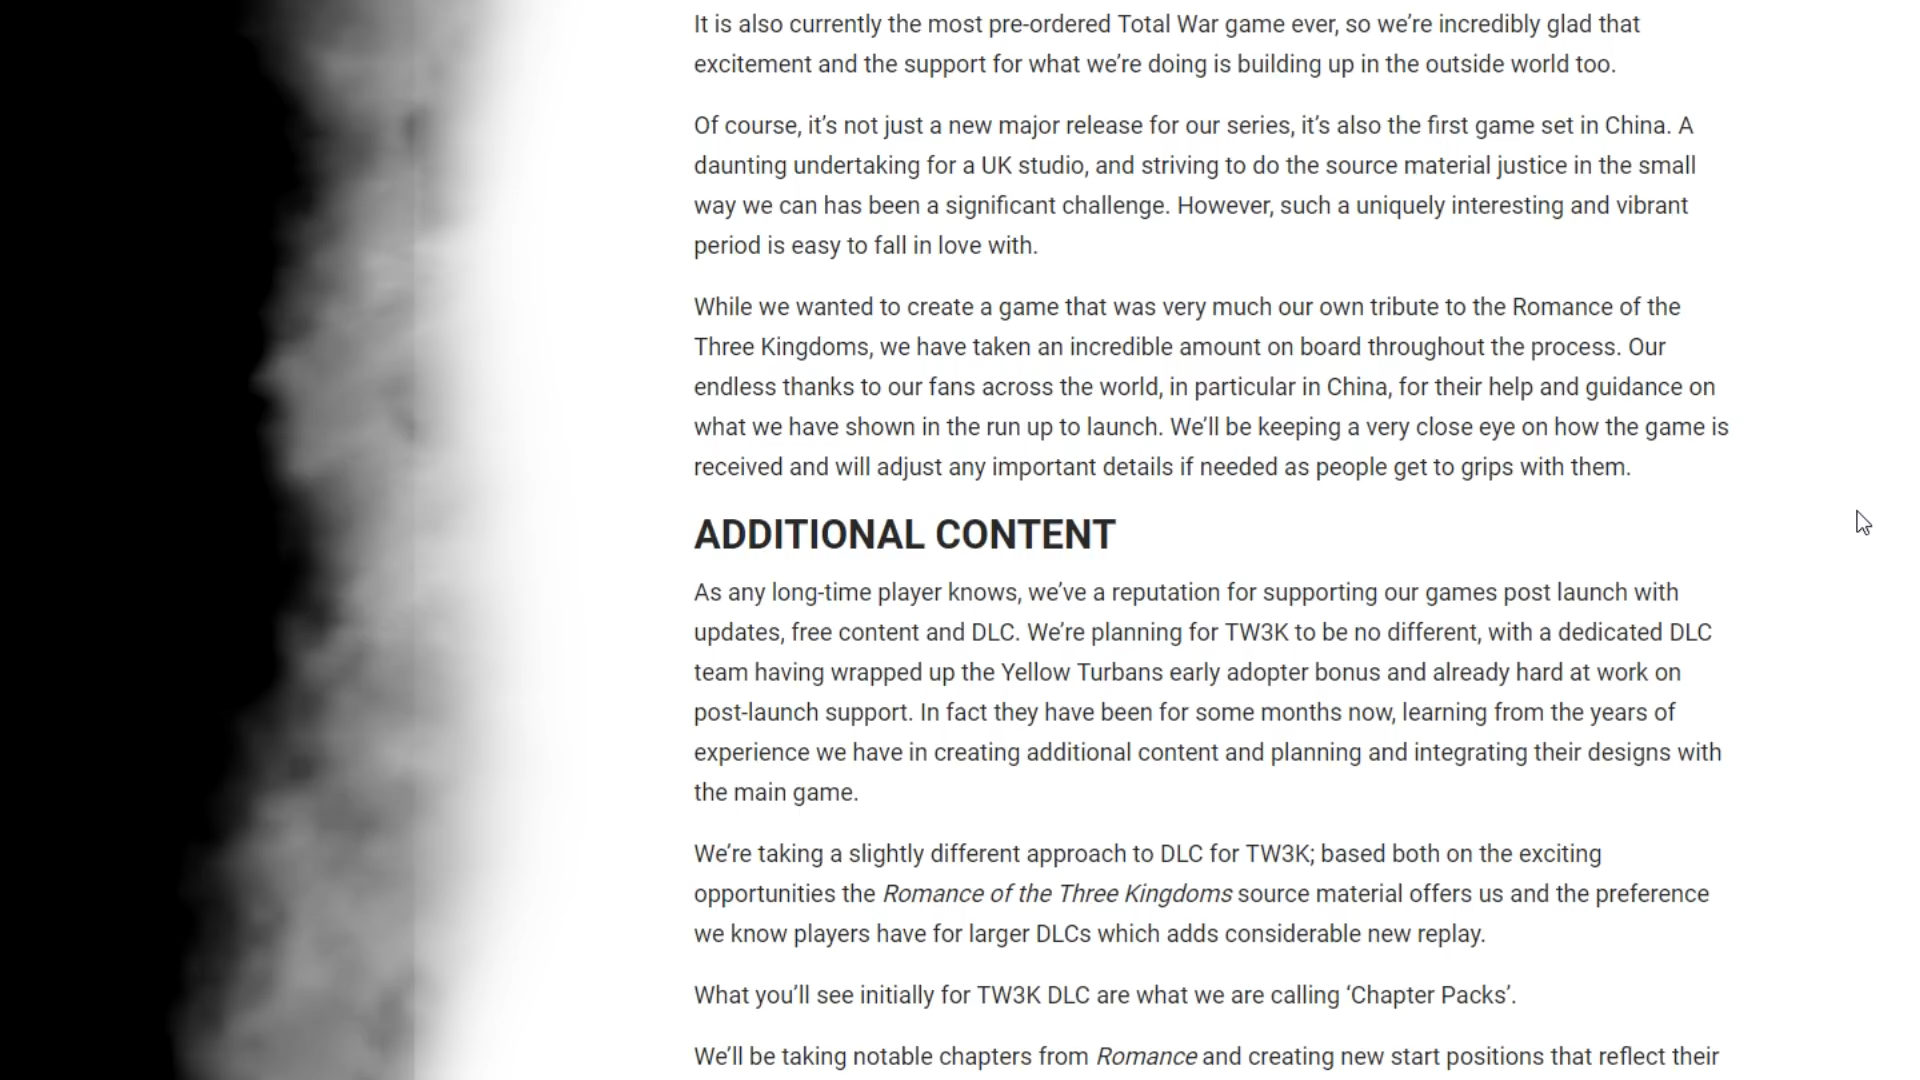 It is also currently the most pre-ordered Total War game ever, so we’re incredibly glad that
excitement and the support for what we’re doing is building up in the outside world too.
Of course, it’s not just a new major release for our series, it’s also the first game set in China. A
daunting undertaking for a UK studio, and striving to do the source material justice in the small
way we can has been a significant challenge. However, such a uniquely interesting and vibrant
period is easy to fall in love with.
While we wanted to create a game that was very much our own tribute to the Romance of the
Three Kingdoms, we have taken an incredible amount on board throughout the process. Our
endless thanks to our fans across the world, in particular in China, for their help and guidance on
what we have shown in the run up to launch. We’ll be keeping a very close eye on how the game is
received and will adjust any important details if needed as people get to grips with them.
ADDITIONAL CONTENT
As any long-time player knows, we’ve a reputation for supporting our games post launch with
updates, free content and DLC. We’re planning for TW3K to be no different, with a dedicated DLC
team having wrapped up the Yellow Turbans early adopter bonus and already hard at work on
post-launch support. In fact they have been for some months now, learning from the years of
experience we have in creating additional content and planning and integrating their designs with
the main game.
We’re taking a slightly different approach to DLC for TW3K; based both on the exciting
opportunities the Romance of the Three Kingdoms source material offers us and the preference
we know players have for larger DLCs which adds considerable new replay.
What you’ll see initially for TW3K DLC are what we are calling ‘Chapter Packs’.
We’ll be taking notable chapters from Romance and creating new start positions that reflect their